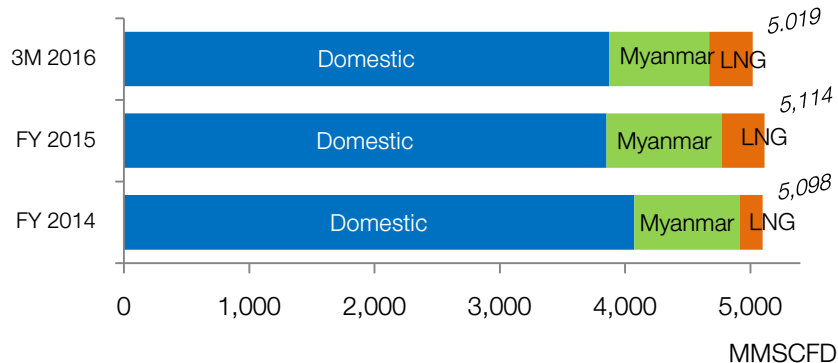 5.019
3M 2016 Domestic Myanmar LNG
5,114
FY 2015 Domestic Myanmar LNG
5,098
FY 2014 Domestic Myanmar LNG
0 1,000 2,000 3,000 4,000 5,000
MMSCFD